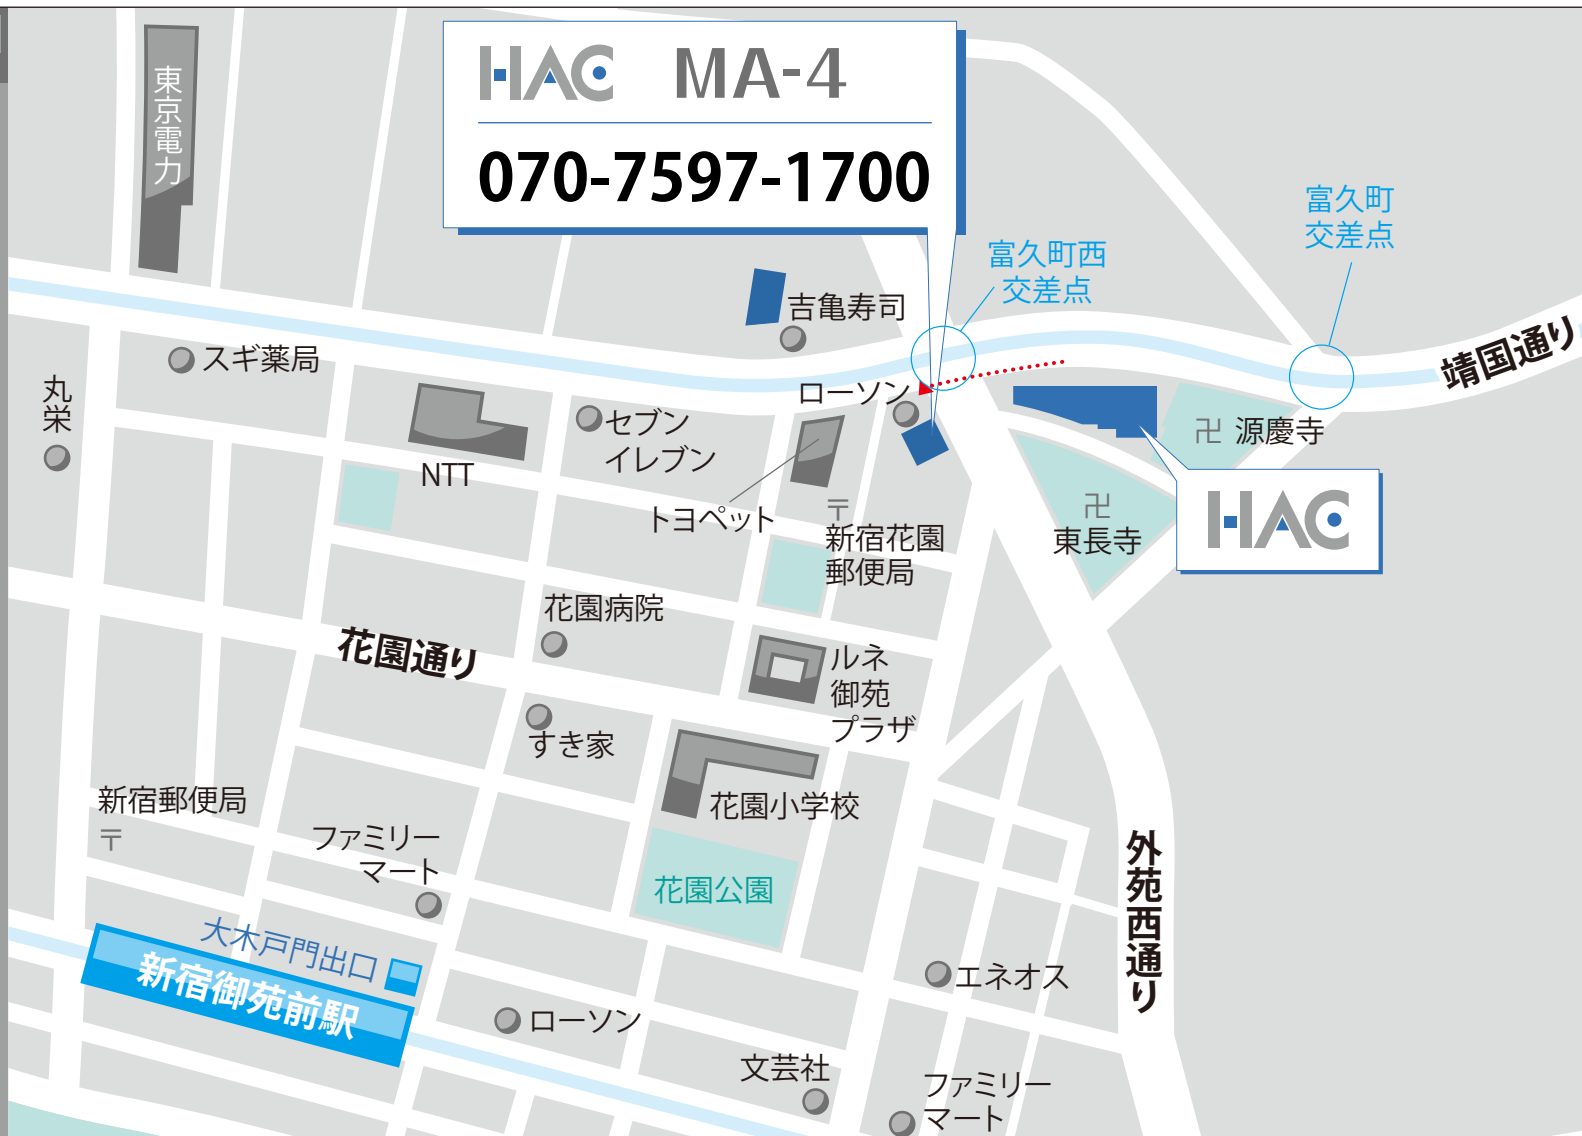 HAC MA-4
070-7597-1700
東京電力
富久町
交差点
富久町西
交差点
吉亀寿司
靖国通り
スギ薬局
丸栄
ローソン
セブン
イレブン
NTT
卍 源慶寺
トヨペット
〒
新宿花園
郵便局
卍
東長寺
HAC
花園病院
花園通り
ルネ
御苑
プラザ
すき家
新宿郵便局
〒
花園小学校
ファミリー
マート
外苑西通り
花園公園
大木戸門出口
新宿御苑前駅
エネオス
ローソン
文芸社
ファミリー
マート